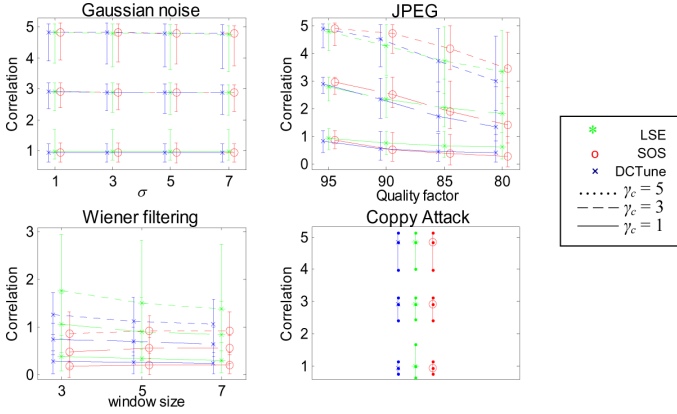 Gaussian noise
Correlation
5
4
3
2
1
1
3
5
7
σ
JPEG
Correlation
5
4
3
2
1
0
95
90
85
80
Quality factor
Wiener filtering
Correlation
3
2
1
0
3
5
7
window size
Coppy Attack
Correlation
5
4
3
2
1
LSE
SOS
DCTune
γc = 5
γc = 3
γc = 1